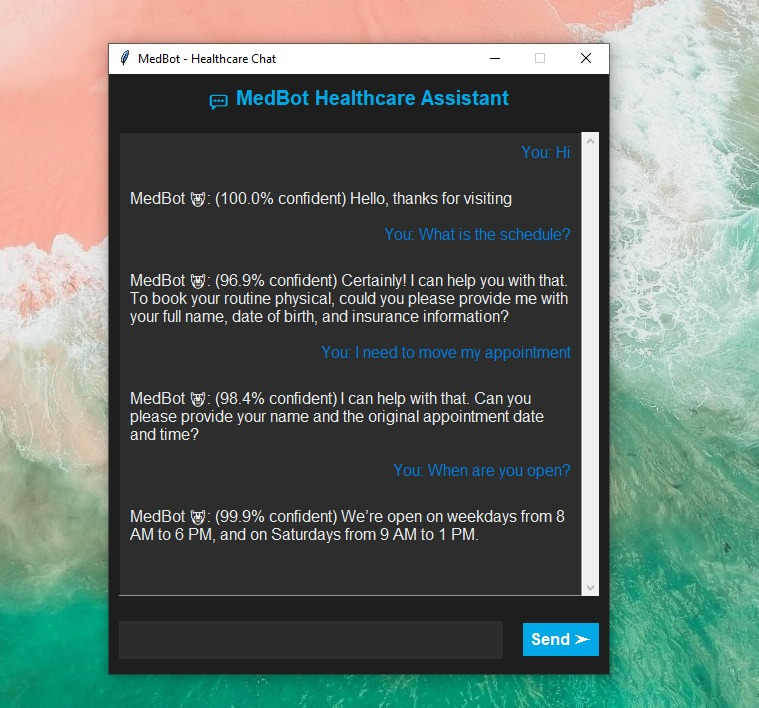 MedBot - Healthcare Chat
MedBot Healthcare Assistant
You: Hi
MedBot 🐯: (100.0% confident) Hello, thanks for visiting
You: What is the schedule?
MedBot 🐯: (96.9% confident) Certainly! I can help you with that.
To book your routine physical, could you please provide me with
your full name, date of birth, and insurance information?
You: I need to move my appointment
MedBot 🐯: (98.4% confident) I can help with that. Can you
please provide your name and the original appointment date
and time?
You: When are you open?
MedBot 🐯: (99.9% confident) We’re open on weekdays from 8
AM to 6 PM, and on Saturdays from 9 AM to 1 PM.
Send ➣